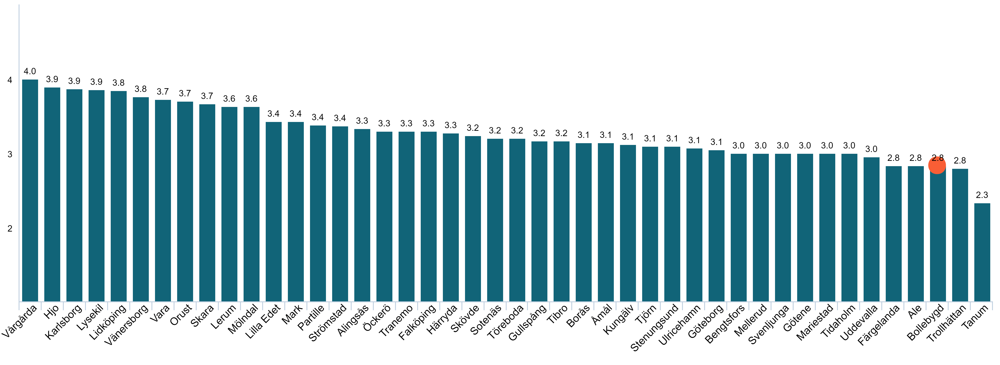 4
3
2
4.0 3.9 3.9 3.9 3.8 3.8 3.7 3.7 3.7 3.6 3.6 3.4 3.4 3.4 3.4 3.3 3.3 3.3 3.3 3.3 3.2 3.2 3.2 3.2 3.2 3.1 3.1 3.1 3.1 3.1 3.1 3.1 3.0 3.0 3.0 3.0 3.0 3.0 3.0 2.8 2.8 2.8 2.8 2.3
Vårgårda
Hjo
Karlsborg
Lysekil
Lidköping
Vänersborg
Vara
Orust
Skara
Lerum
Mölndal
Lilla Edet
Mark
Partille
Strömstad
Alingsås
Öckerö
Tranemo
Falköping
Härryda
Skövde
Sotenäs
Töreboda
Gullspång
Tibro
Borås
Åmål
Kungälv
Tjörn
Stenungsund
Ulricehamn
Göteborg
Bengtsfors
Mellerud
Svenljunga
Götene
Mariestad
Tidaholm
Uddevalla
Färgelanda
Ale
Bollebygd
Trollhättan
Tanum